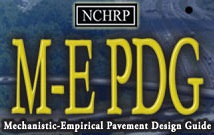 NCHRP
M-E PDG
Mechanistic-Empirical Pavement Design Guide